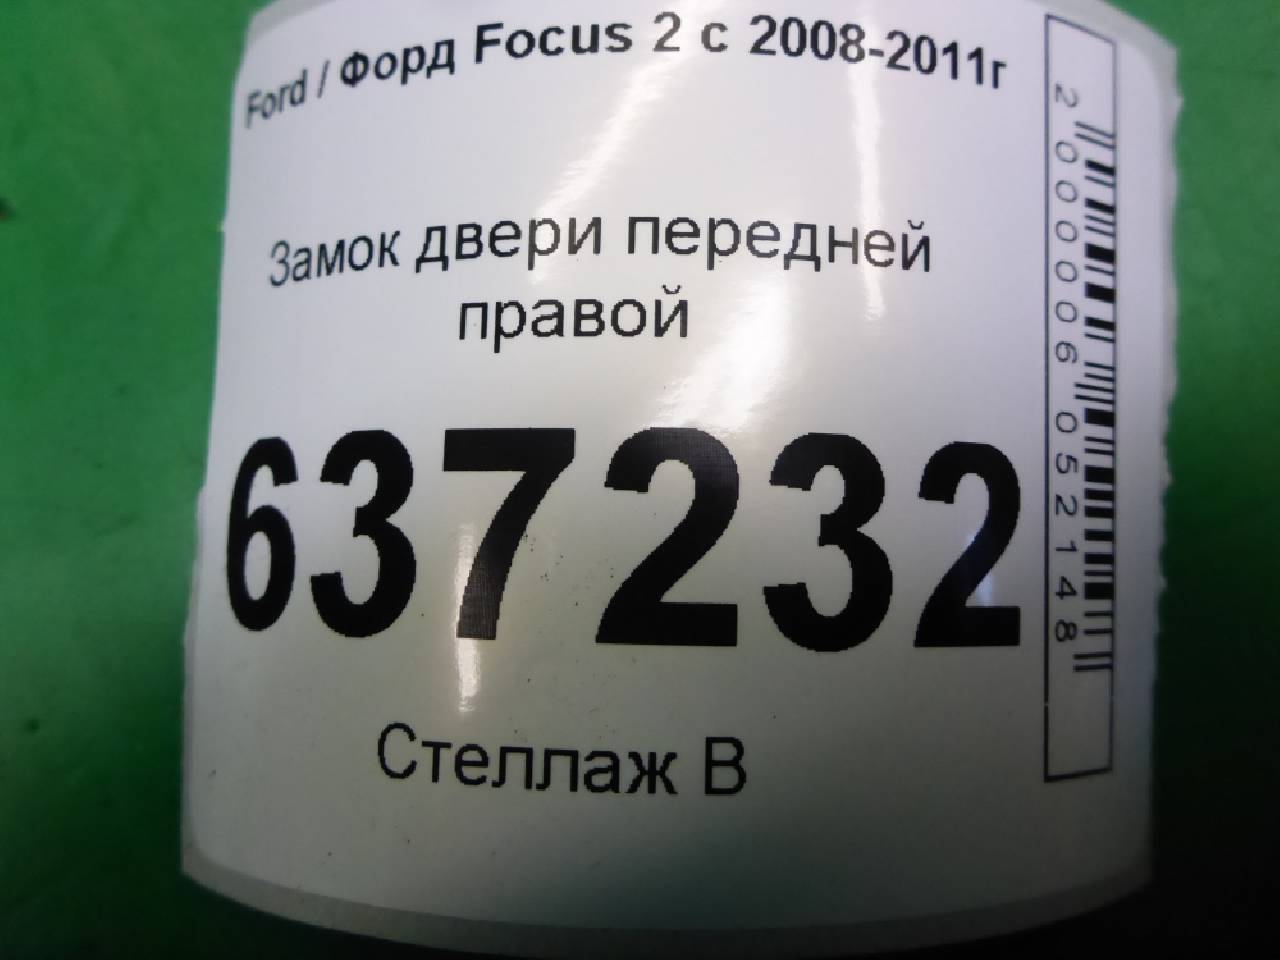 Ford / Форд Focus 2 с 2008-2011г
Замок двери передней
правой
637232
Стеллаж В
2000006052148